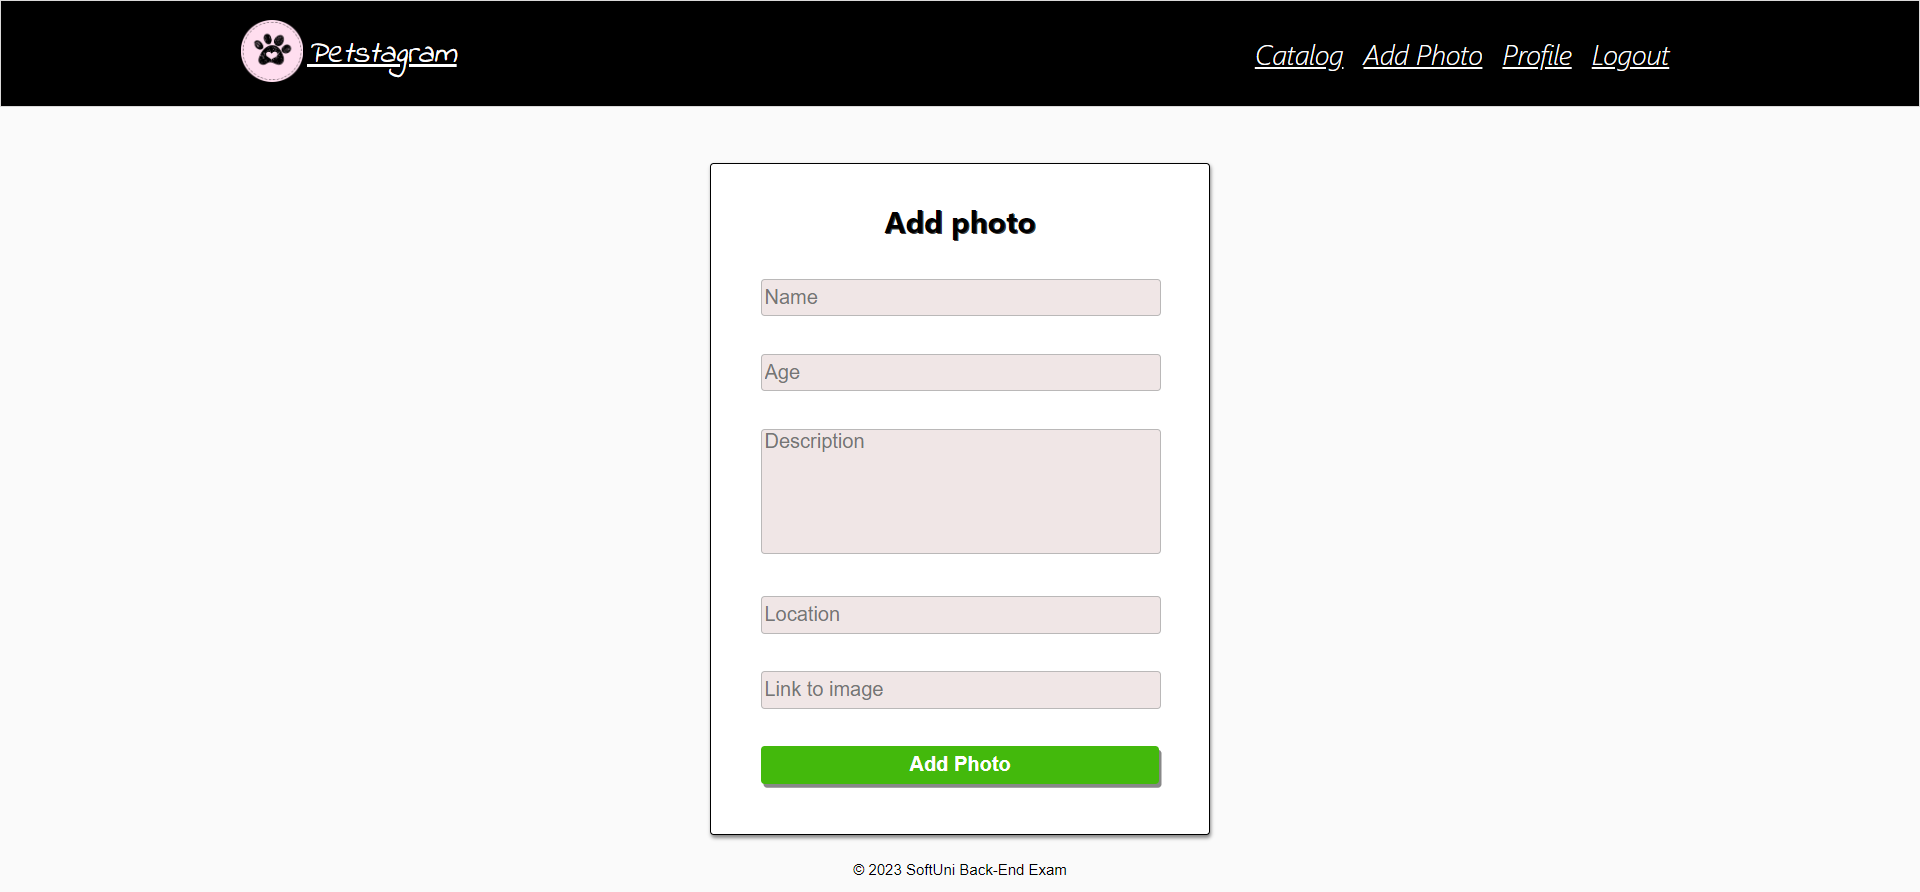 Petstagram
Catalog Add Photo Profile Logout
Add photo
Name
Age
Description
Location
Link to image
Add Photo
© 2023 SoftUni Back-End Exam